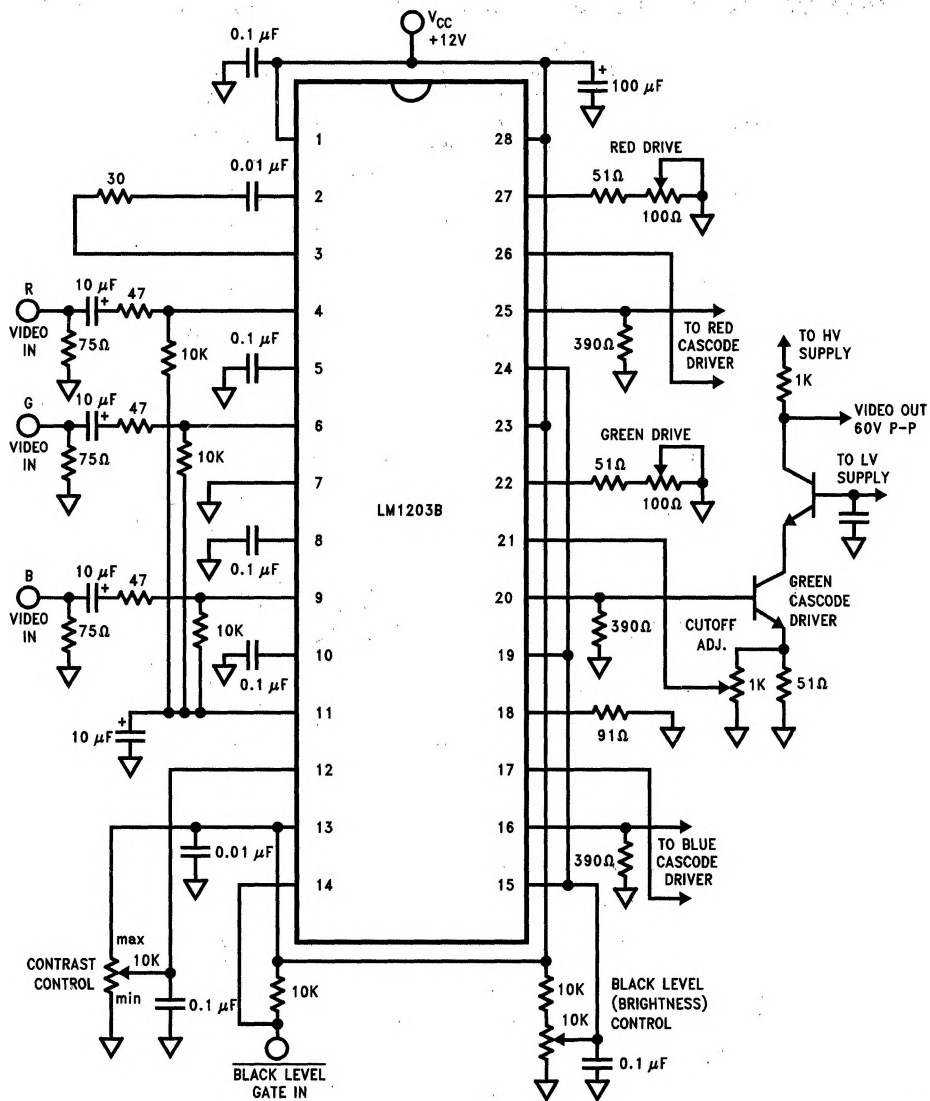 VCC
+12V
0.1 µF
+
100 µF
1
28
RED DRIVE
30
0.01 µF
2
27
51Ω
100Ω
3
26
R
VIDEO
IN
10 µF
+
47
4
25
75Ω
10K
0.1 µF
5
390Ω
TO RED
CASCODE
DRIVER
24
TO HV
SUPPLY
1K
G
VIDEO
IN
10 µF
+
47
6
23
VIDEO OUT
60V P-P
75Ω
10K
GREEN DRIVE
51Ω
100Ω
7
22
LM1203B
TO LV
SUPPLY
8
0.1 µF
21
B
VIDEO
IN
10 µF
+
47
9
20
GREEN
CASCODE
DRIVER
75Ω
10K
390Ω
CUTOFF
ADJ.
10
0.1 µF
19
1K
51Ω
11
18
91Ω
+
10 µF
12
17
13
16
0.01 µF
390Ω
TO BLUE
CASCODE
DRIVER
14
15
CONTRAST
CONTROL
max
10K
min
0.1 µF
10K
BLACK LEVEL
GATE IN
10K
10K
BLACK LEVEL
(BRIGHTNESS)
CONTROL
0.1 µF